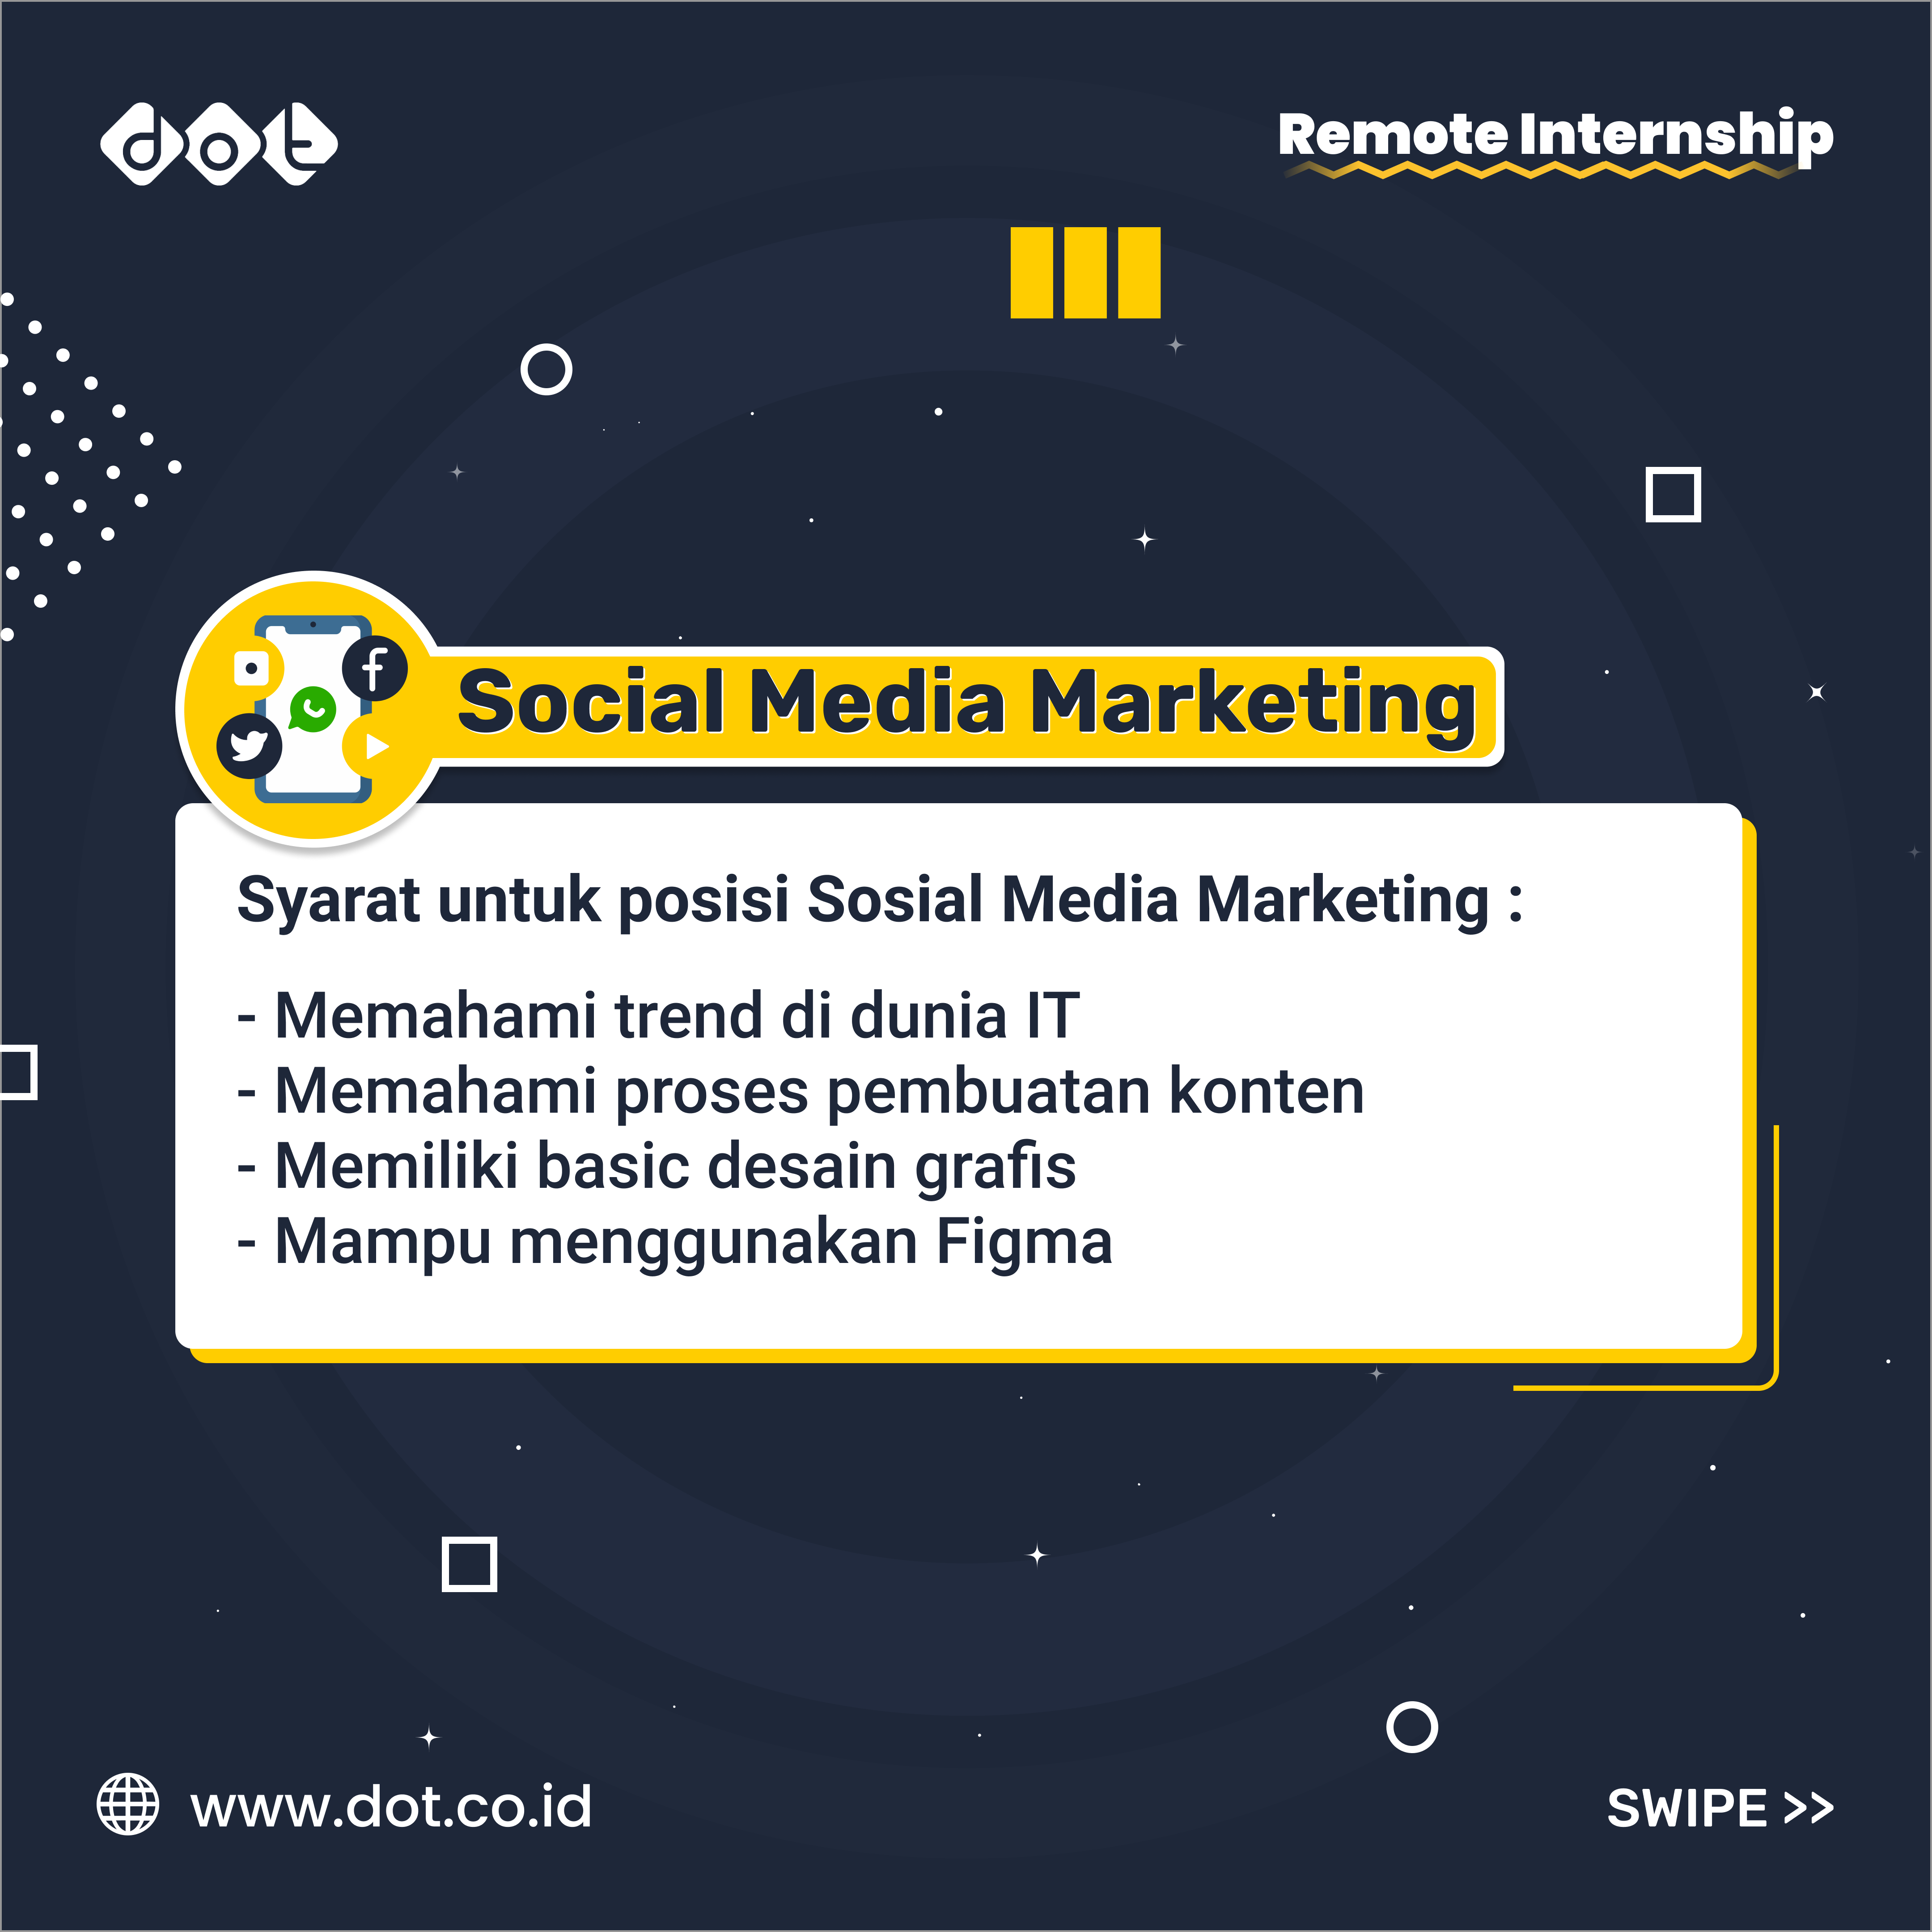 dot
Remote Internship
Social Media Marketing
Syarat untuk posisi Sosial Media Marketing :
- Memahami trend di dunia IT
- Memahami proses pembuatan konten
- Memiliki basic desain grafis
- Mampu menggunakan Figma
www.dot.co.id
SWIPE >>